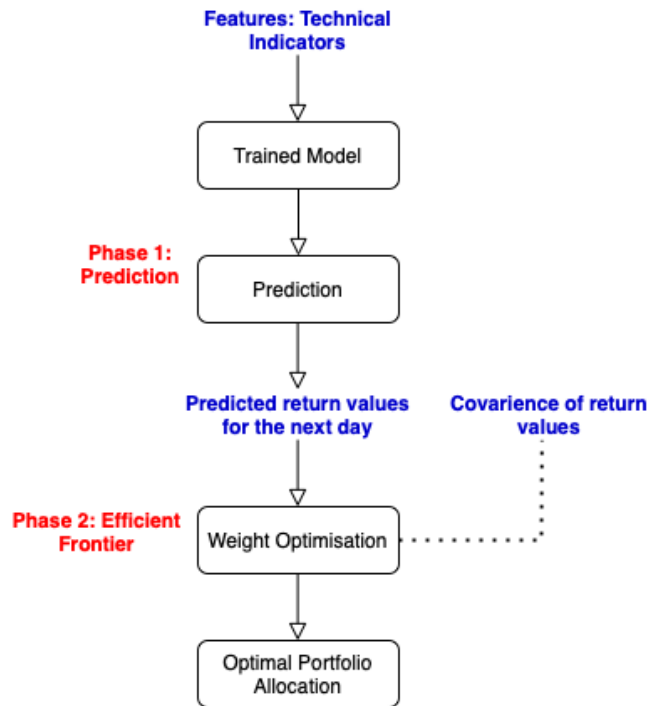 Features: Technical
Indicators
Trained Model
Phase 1:
Prediction
Prediction
Predicted return values
for the next day
Covarience of return
values
Phase 2: Efficient
Frontier
Weight Optimisation
Optimal Portfolio
Allocation